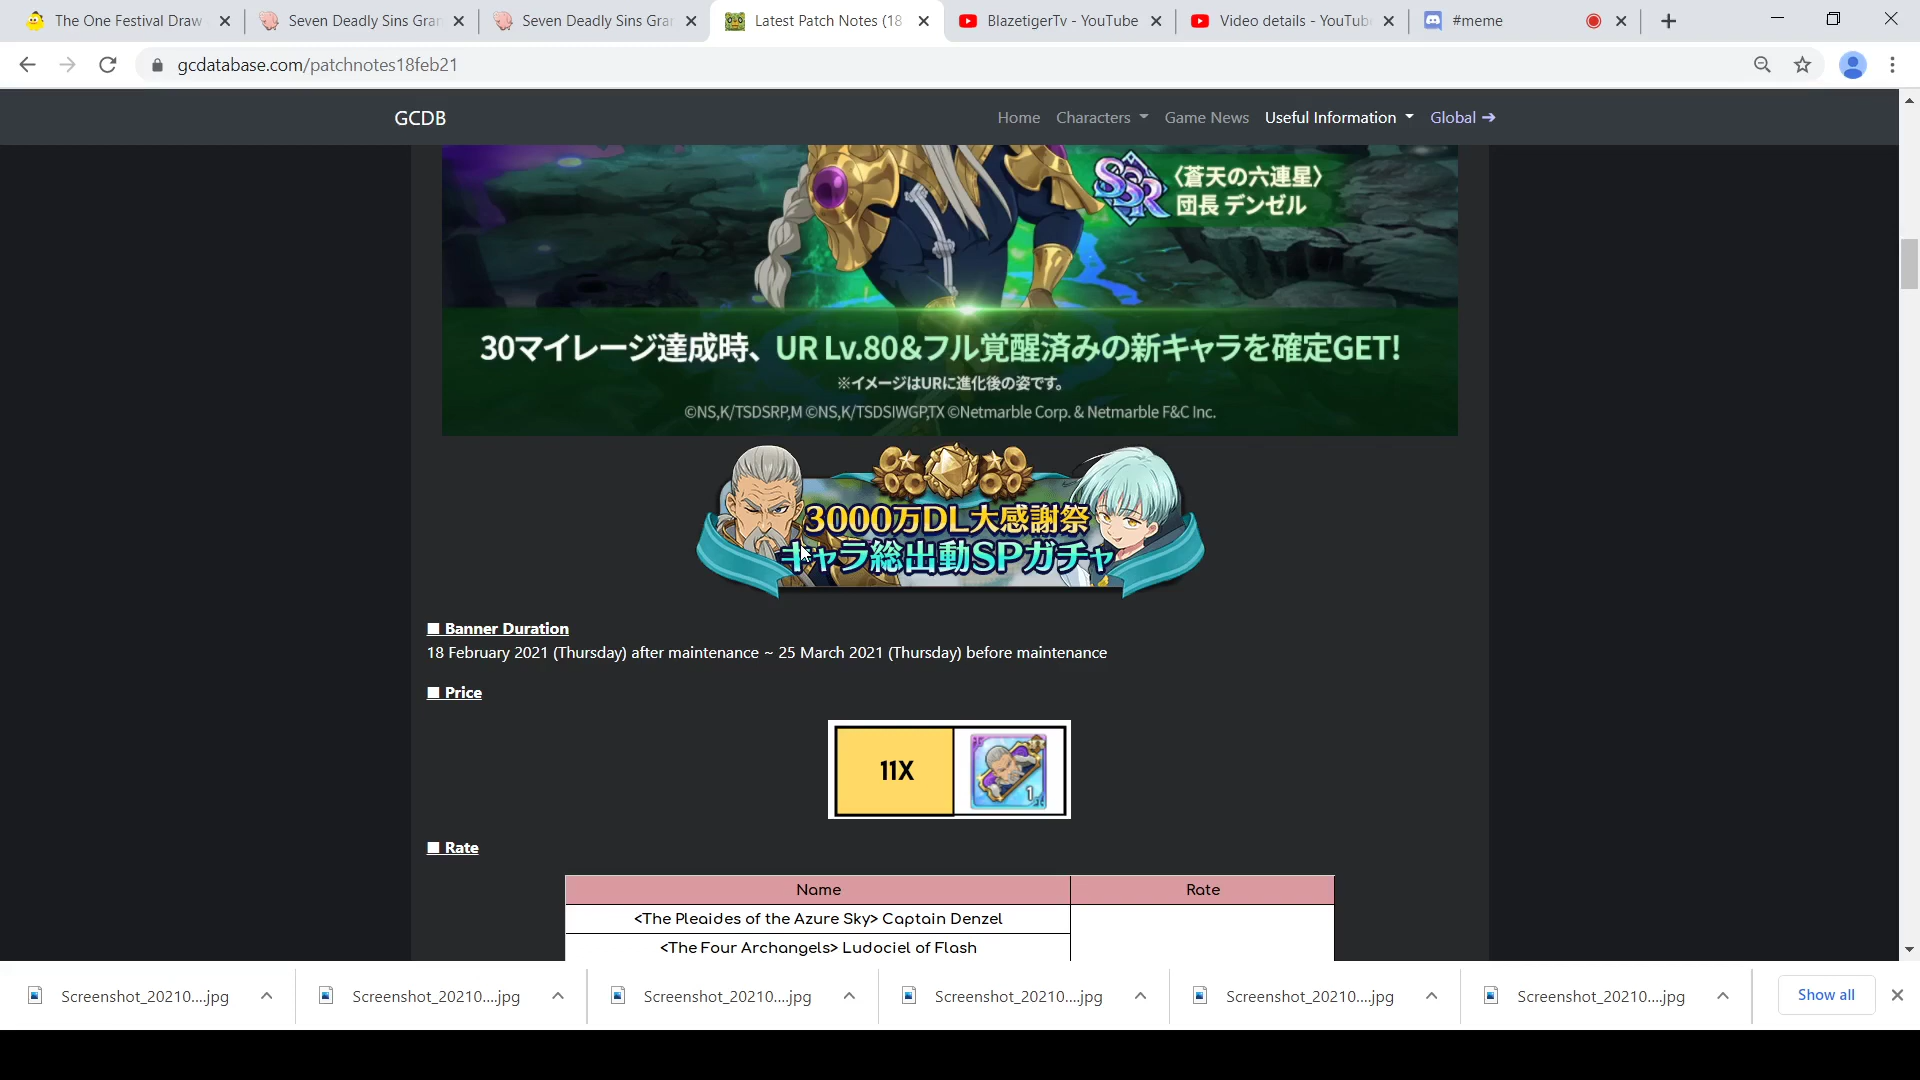 The One Festival Draw
Seven Deadly Sins Gra
Seven Deadly Sins Gra
Latest Patch Notes (18
BlazetigerTv - YouTube
Video details - YouTub
#meme
gcdatabase.com/patchnotes18feb21
GCDB
Home
Characters
Game News
Useful Information
Global →
SSR
〈蒼天の六連星〉
団長 デンゼル
30マイレージ達成時、UR Lv.80&フル覚醒済みの新キャラを確定GET!
※イメージはURに進化後の姿です。
©NS,K/TSDSRP,M ©NS,K/TSDSIWGP,TX ©Netmarble Corp. & Netmarble F&C Inc.
3000万DL大感謝祭
キャラ総出動SPガチャ
■ Banner Duration
18 February 2021 (Thursday) after maintenance ~ 25 March 2021 (Thursday) before maintenance
■ Price
11X
1
■ Rate
Name
Rate
<The Pleaides of the Azure Sky> Captain Denzel
<The Four Archangels> Ludociel of Flash
Screenshot_20210....jpg
Screenshot_20210....jpg
Screenshot_20210....jpg
Screenshot_20210....jpg
Screenshot_20210....jpg
Screenshot_20210....jpg
Show all